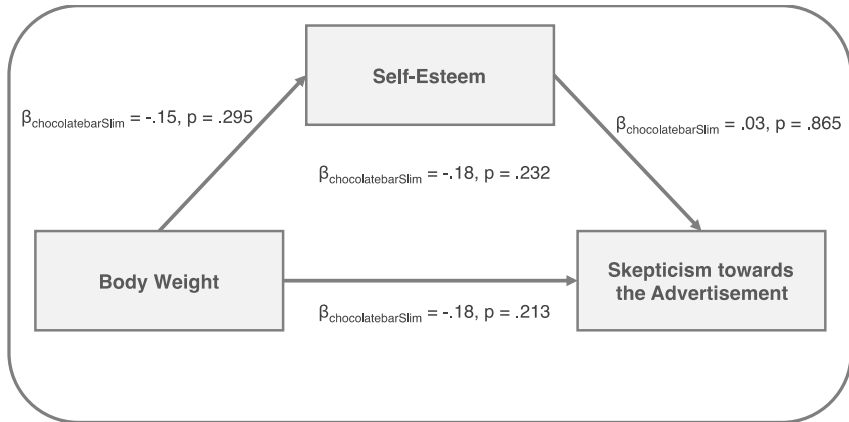 Self-Esteem
βchocolatebarSlim = -.15, p = .295
βchocolatebarSlim = .03, p = .865
βchocolatebarSlim = -.18, p = .232
Body Weight
Skepticism towards
the Advertisement
βchocolatebarSlim = -.18, p = .213